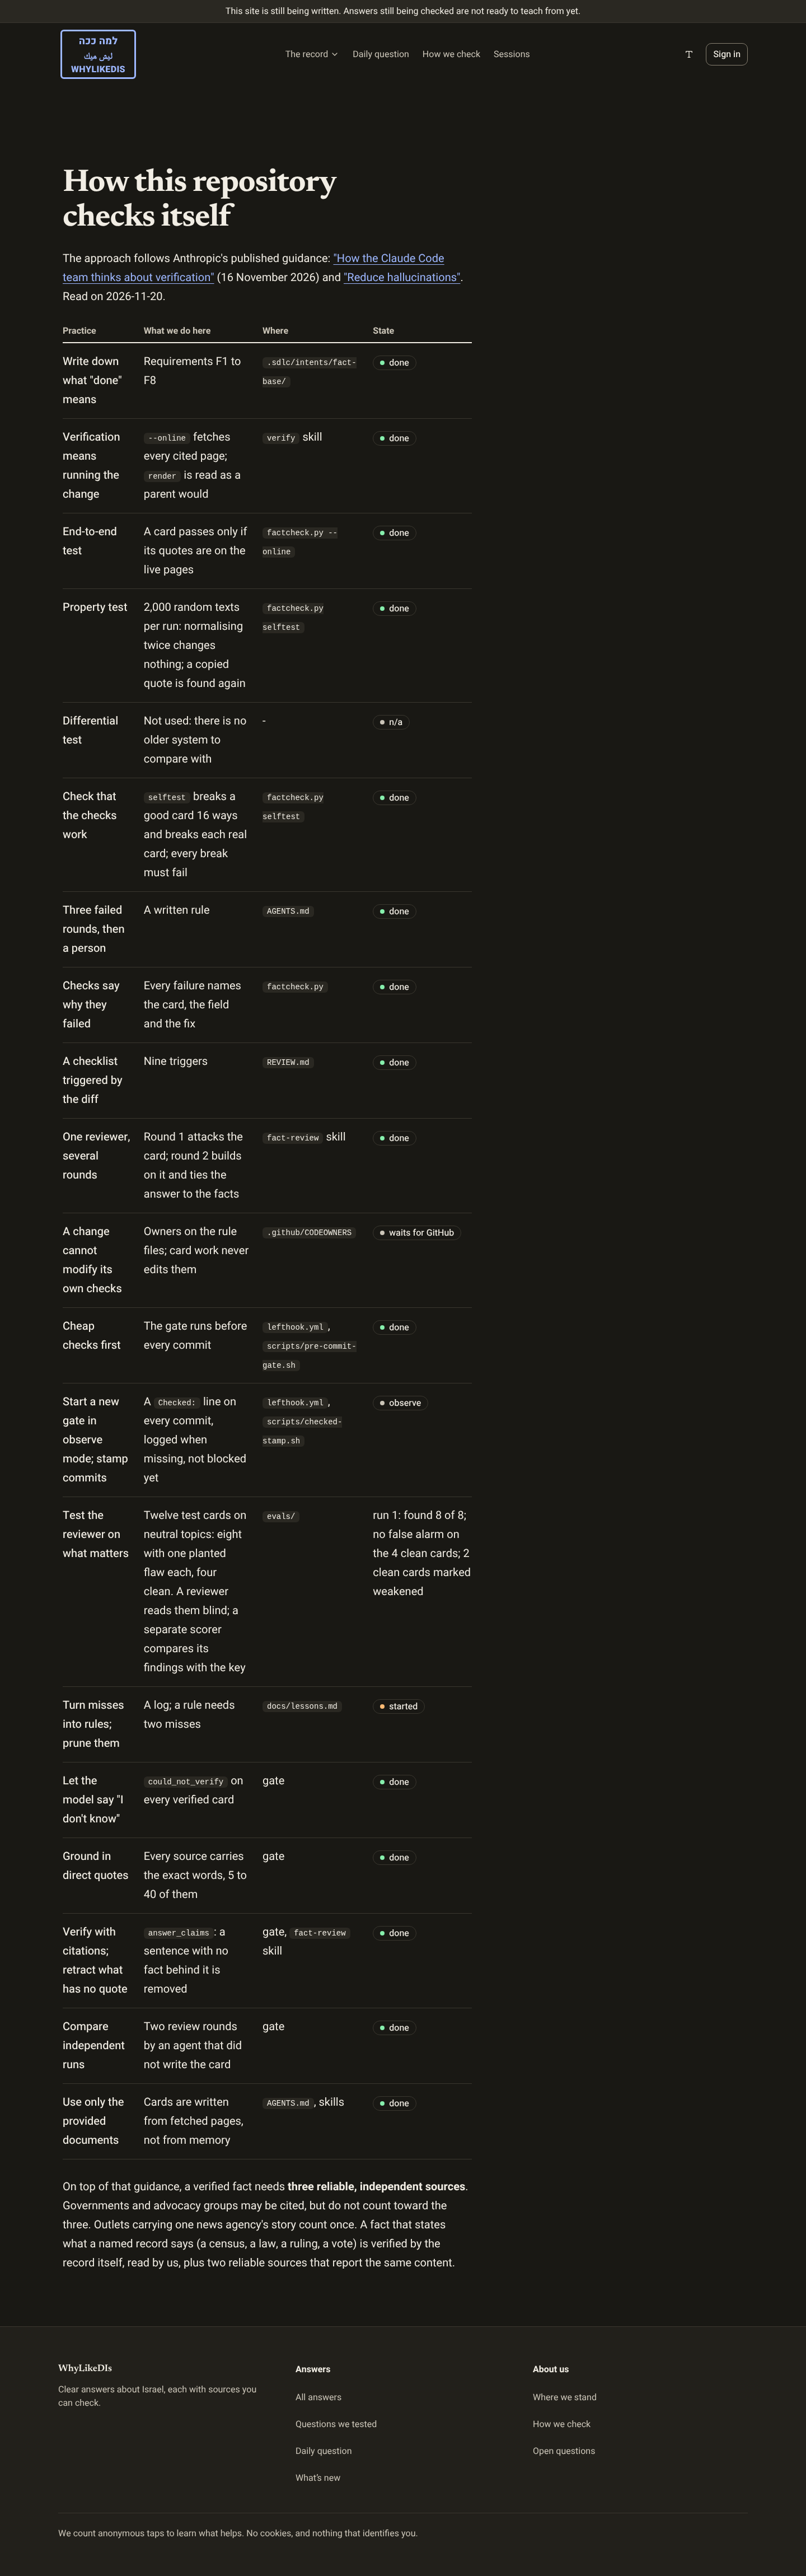 This site is still being written. Answers still being checked are not ready to teach from yet.
למה ככה
ليش هيك
WHYLIKEDIS
The record
Daily question
How we check
Sessions
Sign in
How this repository
checks itself
The approach follows Anthropic's published guidance: "How the Claude Code
team thinks about verification" (16 November 2026) and "Reduce hallucinations".
Read on 2026-11-20.
Practice
What we do here
Where
State
Write down
what "done"
means
Requirements F1 to
F8
.sdlc/intents/fact-
base/
done
Verification
means
running the
change
--online fetches
every cited page;
render is read as a
parent would
verify skill
done
End-to-end
test
A card passes only if
its quotes are on the
live pages
factcheck.py --
online
done
Property test
2,000 random texts
per run: normalising
twice changes
nothing; a copied
quote is found again
factcheck.py
selftest
done
Differential
test
Not used: there is no
older system to
compare with
-
n/a
Check that
the checks
work
selftest breaks a
good card 16 ways
and breaks each real
card; every break
must fail
factcheck.py
selftest
done
Three failed
rounds, then
a person
A written rule
AGENTS.md
done
Checks say
why they
failed
Every failure names
the card, the field
and the fix
factcheck.py
done
A checklist
triggered by
the diff
Nine triggers
REVIEW.md
done
One reviewer,
several
rounds
Round 1 attacks the
card; round 2 builds
on it and ties the
answer to the facts
fact-review skill
done
A change
cannot
modify its
own checks
Owners on the rule
files; card work never
edits them
.github/CODEOWNERS
waits for GitHub
Cheap
checks first
The gate runs before
every commit
lefthook.yml,
scripts/pre-commit-
gate.sh
done
Start a new
gate in
observe
mode; stamp
commits
A Checked: line on
every commit,
logged when
missing, not blocked
yet
lefthook.yml,
scripts/checked-
stamp.sh
observe
Test the
reviewer on
what matters
Twelve test cards on
neutral topics: eight
with one planted
flaw each, four
clean. A reviewer
reads them blind; a
separate scorer
compares its
findings with the key
evals/
run 1: found 8 of 8;
no false alarm on
the 4 clean cards; 2
clean cards marked
weakened
Turn misses
into rules;
prune them
A log; a rule needs
two misses
docs/lessons.md
started
Let the
model say "I
don't know"
could_not_verify on
every verified card
gate
done
Ground in
direct quotes
Every source carries
the exact words, 5 to
40 of them
gate
done
Verify with
citations;
retract what
has no quote
answer_claims: a
sentence with no
fact behind it is
removed
gate, fact-review
skill
done
Compare
independent
runs
Two review rounds
by an agent that did
not write the card
gate
done
Use only the
provided
documents
Cards are written
from fetched pages,
not from memory
AGENTS.md, skills
done
On top of that guidance, a verified fact needs three reliable, independent sources.
Governments and advocacy groups may be cited, but do not count toward the
three. Outlets carrying one news agency's story count once. A fact that states
what a named record says (a census, a law, a ruling, a vote) is verified by the
record itself, read by us, plus two reliable sources that report the same content.
WhyLikeDIs
Clear answers about Israel, each with sources you
can check.
Answers
All answers
Questions we tested
Daily question
What's new
About us
Where we stand
How we check
Open questions
We count anonymous taps to learn what helps. No cookies, and nothing that identifies you.